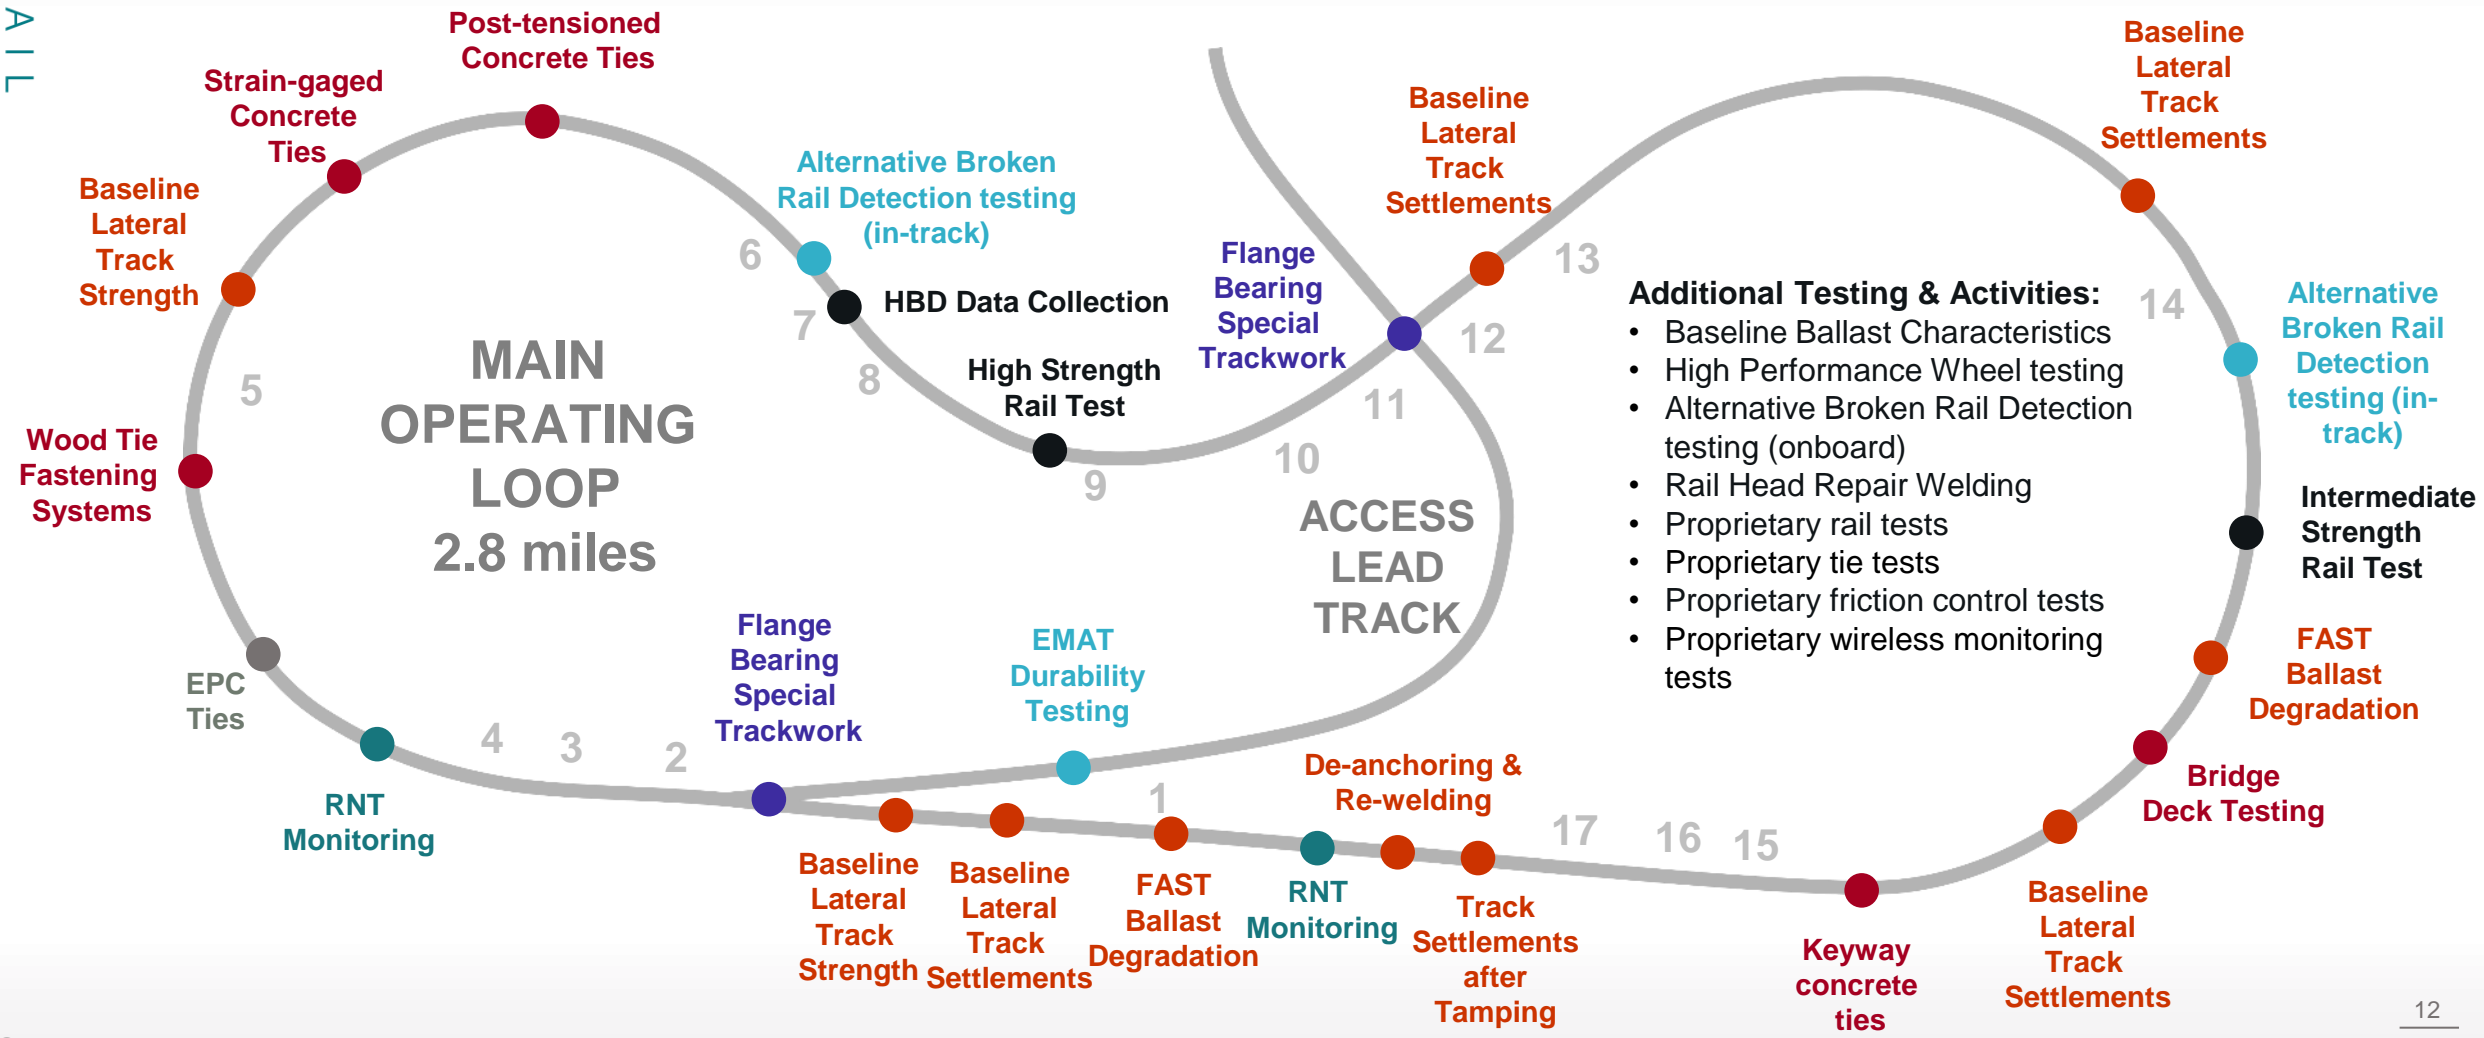 A I L
Post-tensioned
Concrete Ties
Strain-gaged
Concrete
Ties
Baseline
Lateral
Track
Strength
Wood Tie
Fastening
Systems
EPC
Ties
RNT
Monitoring
5
4
3
2
MAIN
OPERATING
LOOP
2.8 miles
Alternative Broken
Rail Detection testing
(in-track)
6
7
8
HBD Data Collection
High Strength
Rail Test
9
10
11
12
13
Flange
Bearing
Special
Trackwork
Baseline
Lateral
Track
Settlements
Baseline
Lateral
Track
Settlements
14
Alternative
Broken Rail
Detection
testing (in-
track)
Intermediate
Strength
Rail Test
FAST
Ballast
Degradation
Bridge
Deck Testing
Baseline
Lateral
Track
Settlements
Additional Testing & Activities:
• Baseline Ballast Characteristics
• High Performance Wheel testing
• Alternative Broken Rail Detection
testing (onboard)
• Rail Head Repair Welding
• Proprietary rail tests
• Proprietary tie tests
• Proprietary friction control tests
• Proprietary wireless monitoring
tests
ACCESS
LEAD
TRACK
Flange
Bearing
Special
Trackwork
EMAT
Durability
Testing
1
De-anchoring &
Re-welding
17
16
15
Baseline
Lateral
Track
Strength
Baseline
Lateral
Track
Settlements
FAST
Ballast
Degradation
RNT
Monitoring
Track
Settlements
after
Tamping
Keyway
concrete
ties
12